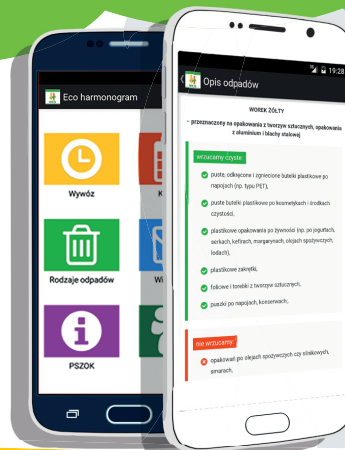 Eco harmonogram
Wywóz
K
Rodzaje odpadów
Wi
PSZOK
19:28
Opis odpadów
WOREK ŻÓŁTY
– przeznaczony na opakowania z tworzyw sztucznych, opakowania
z aluminium i blachy stalowej
wrzucamy czyste:
puste, odkręcone i zgniecione butelki plastikowe po
napojach (np. typu PET),
puste butelki plastikowe po kosmetykach i środkach
czystości,
plastikowe opakowania po żywności (np. po jogurtach,
serkach, kefirach, margarynach, olejach spożywczych,
lodach),
plastikowe zakrętki,
foliowe i torebki z tworzyw sztucznych,
puszki po napojach, konserwach;
nie wrzucamy:
opakowań po olejach spożywczych czy silnikowych,
smarach,